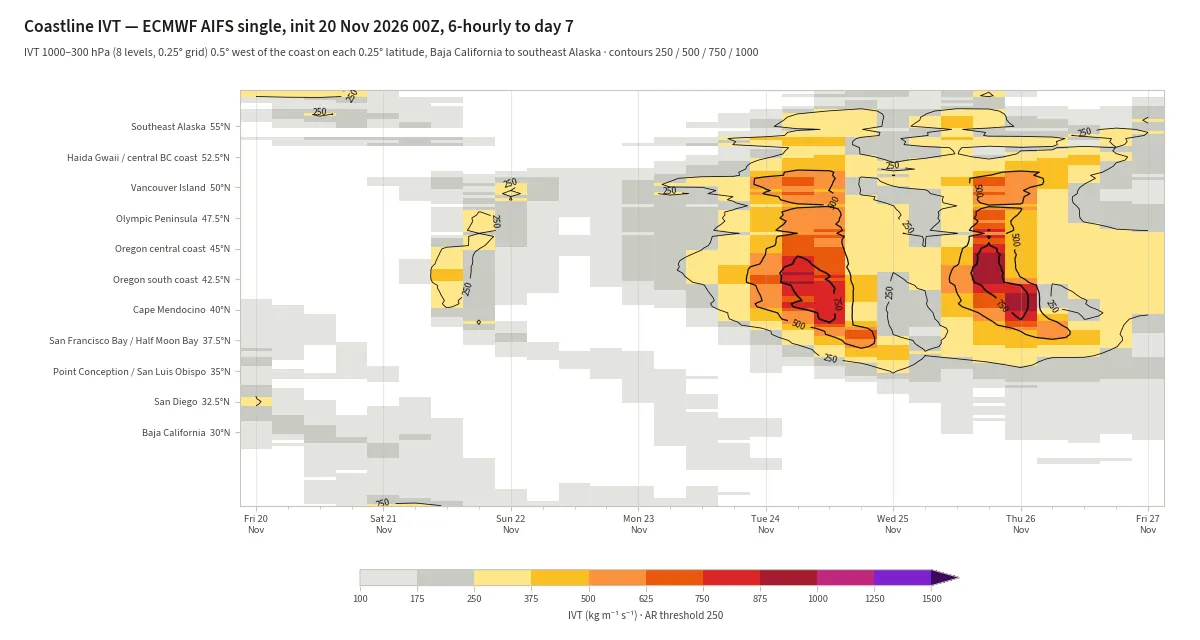 Coastline IVT — ECMWF AIFS single, init 20 Nov 2026 00Z, 6-hourly to day 7
IVT 1000–300 hPa (8 levels, 0.25° grid) 0.5° west of the coast on each 0.25° latitude, Baja California to southeast Alaska · contours 250 / 500 / 750 / 1000
250
250
Southeast Alaska 55°N
250
Haida Gwaii / central BC coast 52.5°N
250
Vancouver Island 50°N
250
250
500
500
Olympic Peninsula 47.5°N
250
250
Oregon central coast 45°N
500
Oregon south coast 42.5°N
250
250
750
750
250
Cape Mendocino 40°N
500
San Francisco Bay / Half Moon Bay 37.5°N
250
Point Conception / San Luis Obispo 35°N
San Diego 32.5°N
Baja California 30°N
250
Fri 20 Sat 21 Sun 22 Mon 23 Tue 24 Wed 25 Thu 26 Fri 27
Nov Nov Nov Nov Nov Nov Nov Nov
100 175 250 375 500 625 750 875 1000 1250 1500
IVT (kg m⁻¹ s⁻¹) · AR threshold 250